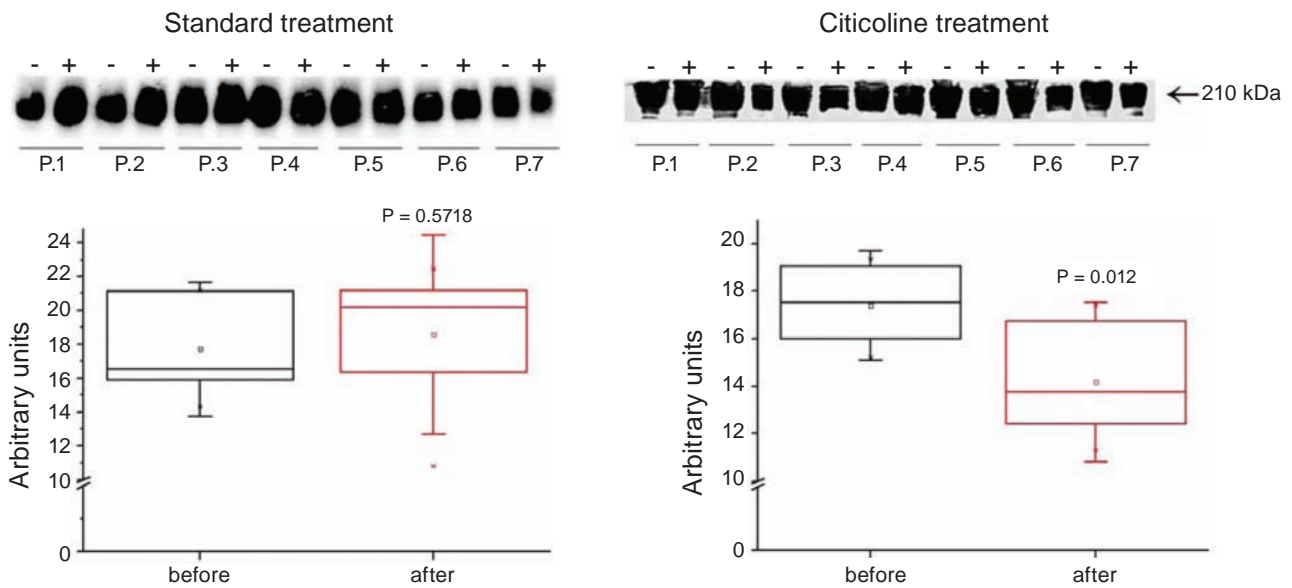 Standard treatment
- + - + - + - + - + - + - +
P.1 P.2 P.3 P.4 P.5 P.6 P.7
P = 0.5718
Arbitrary units
24
22
20
18
16
14
12
10
0
before after
Citicoline treatment
- + - + - + - + - + - + - +
←210 kDa
P.1 P.2 P.3 P.4 P.5 P.6 P.7
P = 0.012
Arbitrary units
20
18
16
14
12
10
0
before after